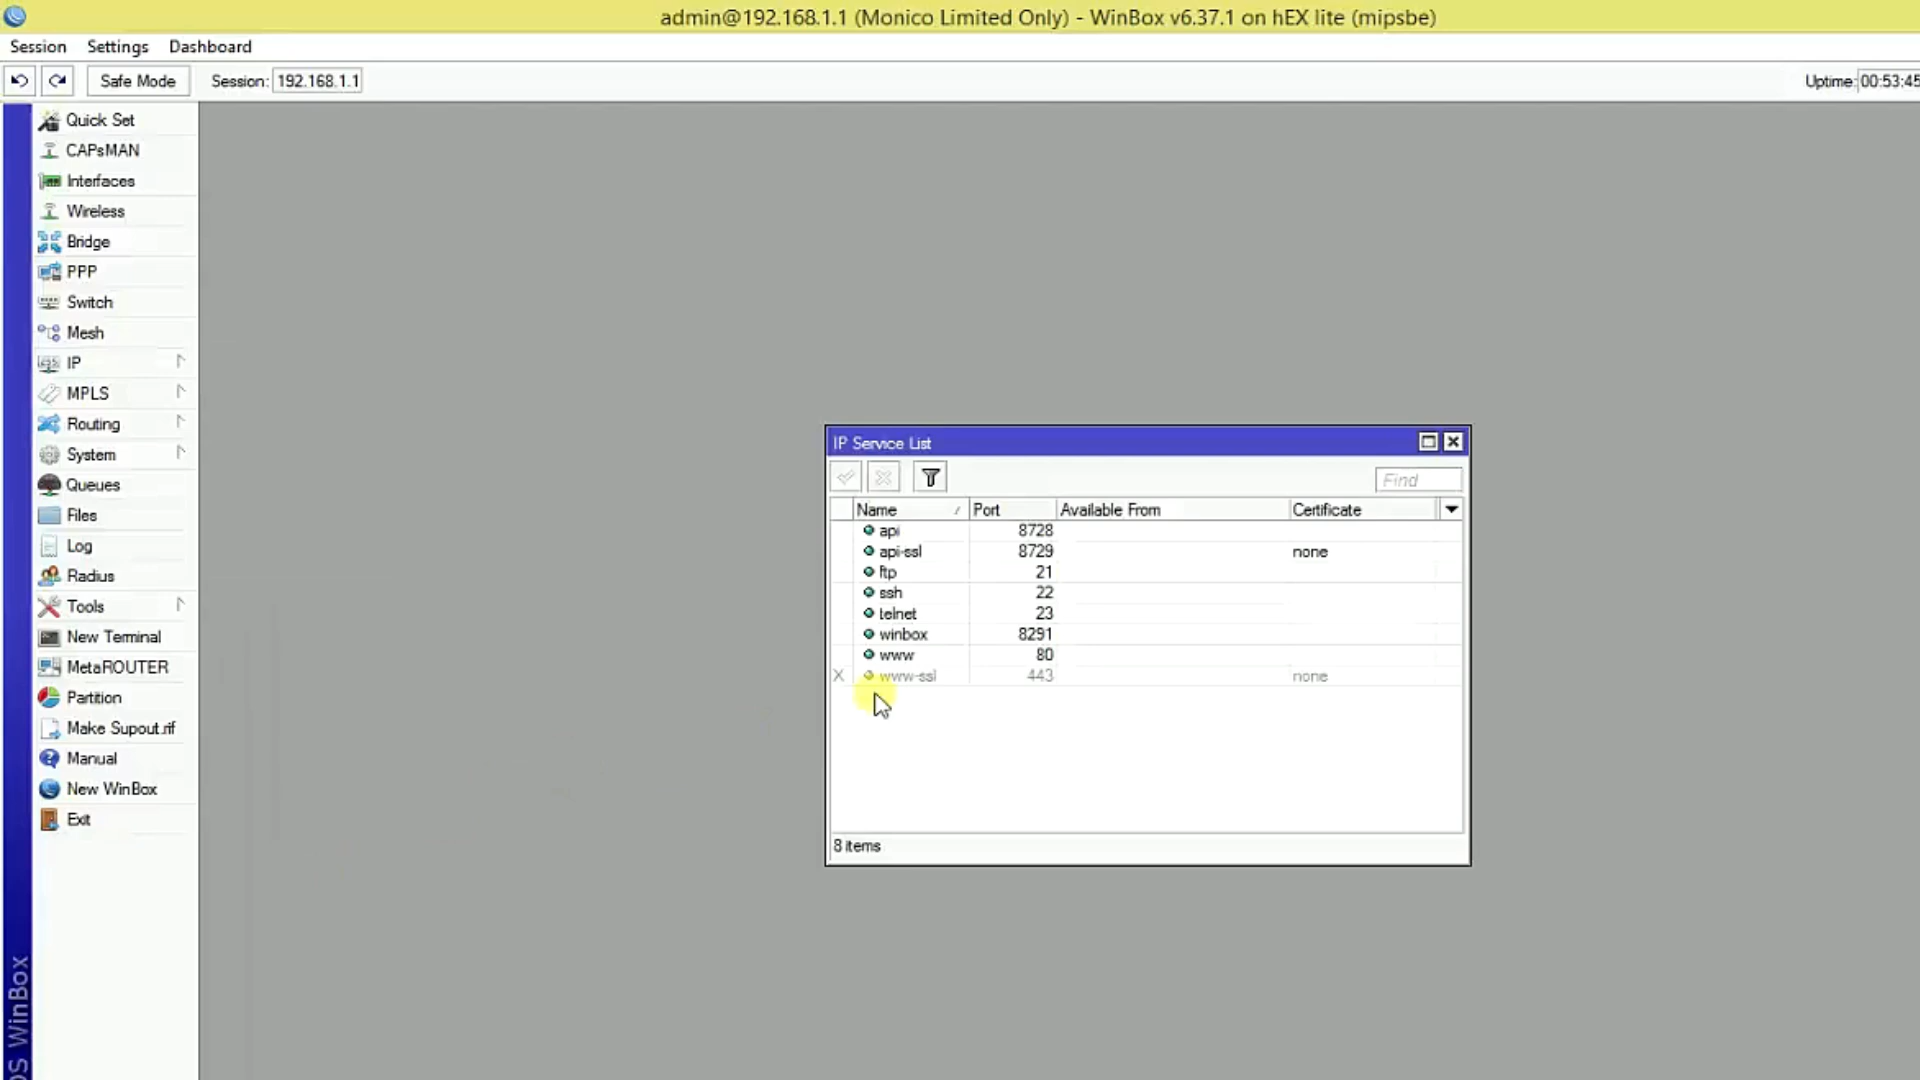 admin@192.168.1.1 (Monico Limited Only) - WinBox v6.37.1 on hEX lite (mipsbe)
Session Settings Dashboard
Safe Mode Session: 192.168.1.1 Uptime: 00:53:45
Quick Set
CAPsMAN
Interfaces
Wireless
Bridge
PPP
Switch
Mesh
IP
MPLS
Routing
System
Queues
Files
Log
Radius
Tools
New Terminal
MetaROUTER
Partition
Make Supout.rif
Manual
New WinBox
Exit
OS WinBox
IP Service List
Find
Name Port Available From Certificate
api 8728
api-ssl 8729 none
ftp 21
ssh 22
telnet 23
winbox 8291
www 80
X www-ssl 443 none
8 items